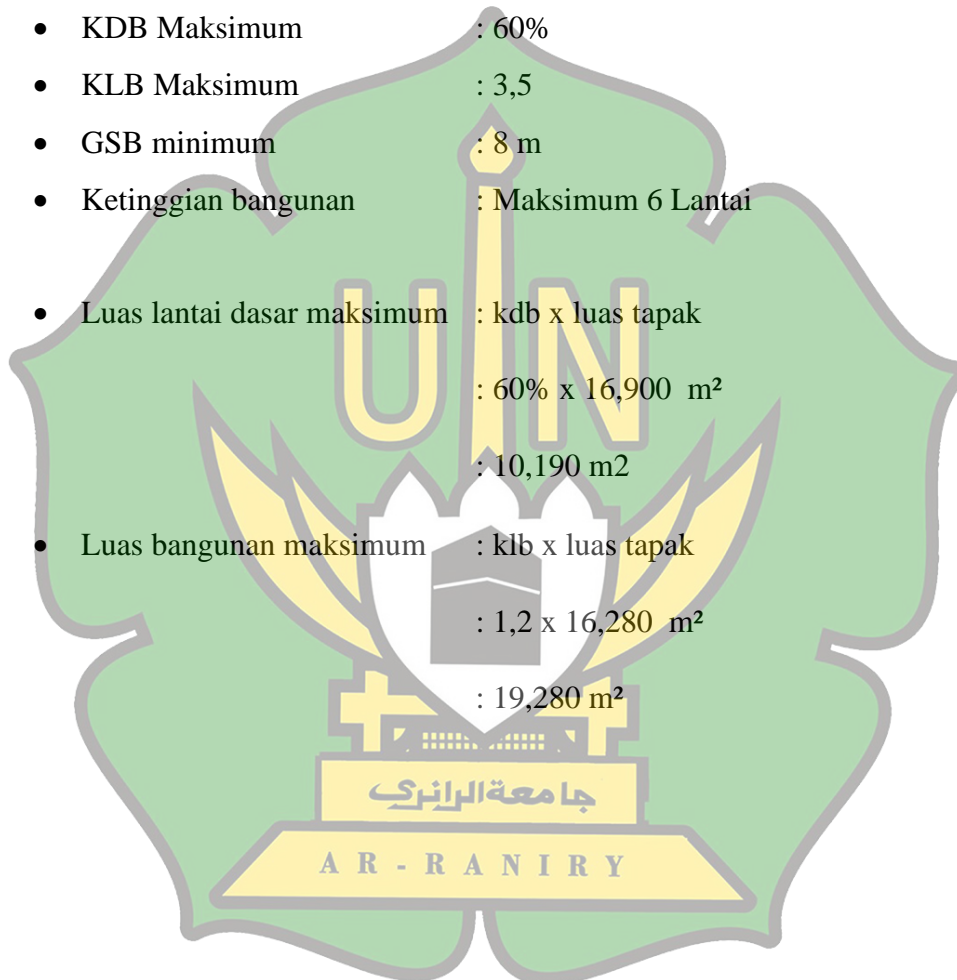 • KDB Maksimum : 60%
• KLB Maksimum : 3,5
• GSB minimum : 8 m
• Ketinggian bangunan : Maksimum 6 Lantai
• Luas lantai dasar maksimum : kdb x luas tapak
: 60% x 16,900 m²
: 10,190 m2
• Luas bangunan maksimum : klb x luas tapak
: 1,2 x 16,280 m²
: 19,280 m²
UIN
جامعةالرانري
AR-RANIRY